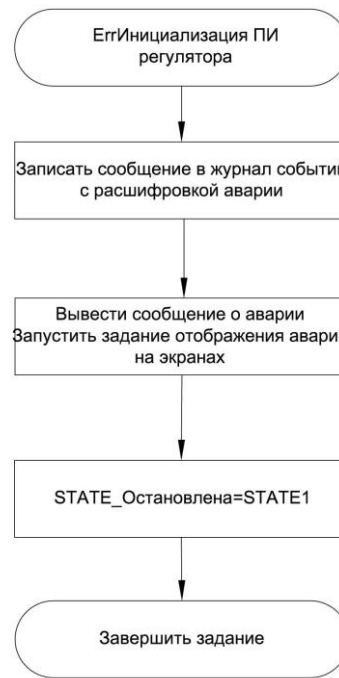 ErrИнициализация ПИ
регулятора
Записать сообщение в журнал событи
с расшифровкой аварии
Вывести сообщение о аварии
Запустить задание отображения авари
на экранах
STATE_Остановлена=STATE1
Завершить задание